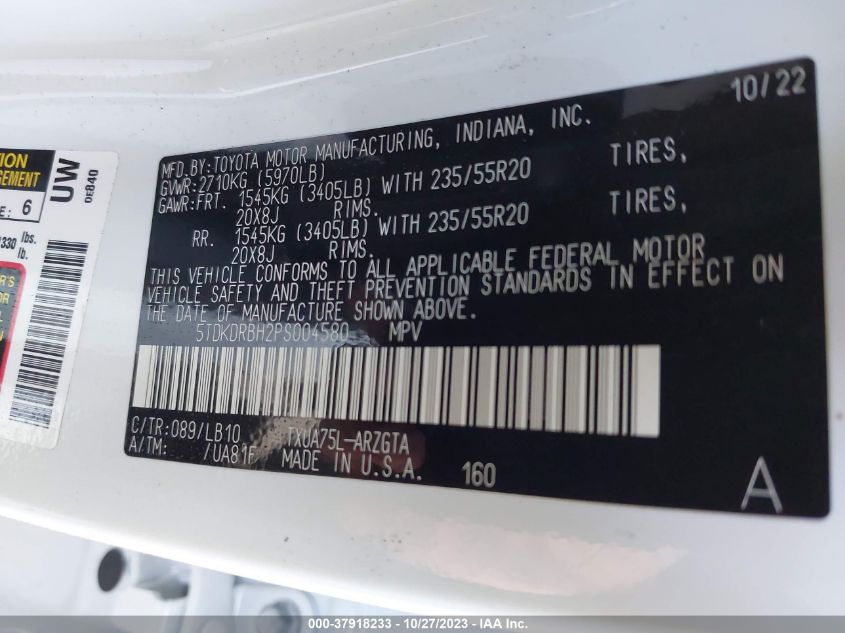 10/22
MFD.BY:TOYOTA MOTOR MANUFACTURING, INDIANA, INC.
GVWR:2710KG (5970LB)
GAWR:FRT. 1545KG (3405LB) WITH 235/55R20 TIRES,
20X8J RIMS.
RR. 1545KG (3405LB) WITH 235/55R20 TIRES,
20X8J RIMS.
THIS VEHICLE CONFORMS TO ALL APPLICABLE FEDERAL MOTOR
VEHICLE SAFETY AND THEFT PREVENTION STANDARDS IN EFFECT ON
THE DATE OF MANUFACTURE SHOWN ABOVE.
5TDKDRBH2PS004580 MPV
C/TR:089/LB10 TXUA75L-ARZGTA
A/TM: /UA81F MADE IN U.S.A. 160
A
UW
0E840
6
lbs.
lb.
000-37918233 - 10/27/2023 - IAA Inc.